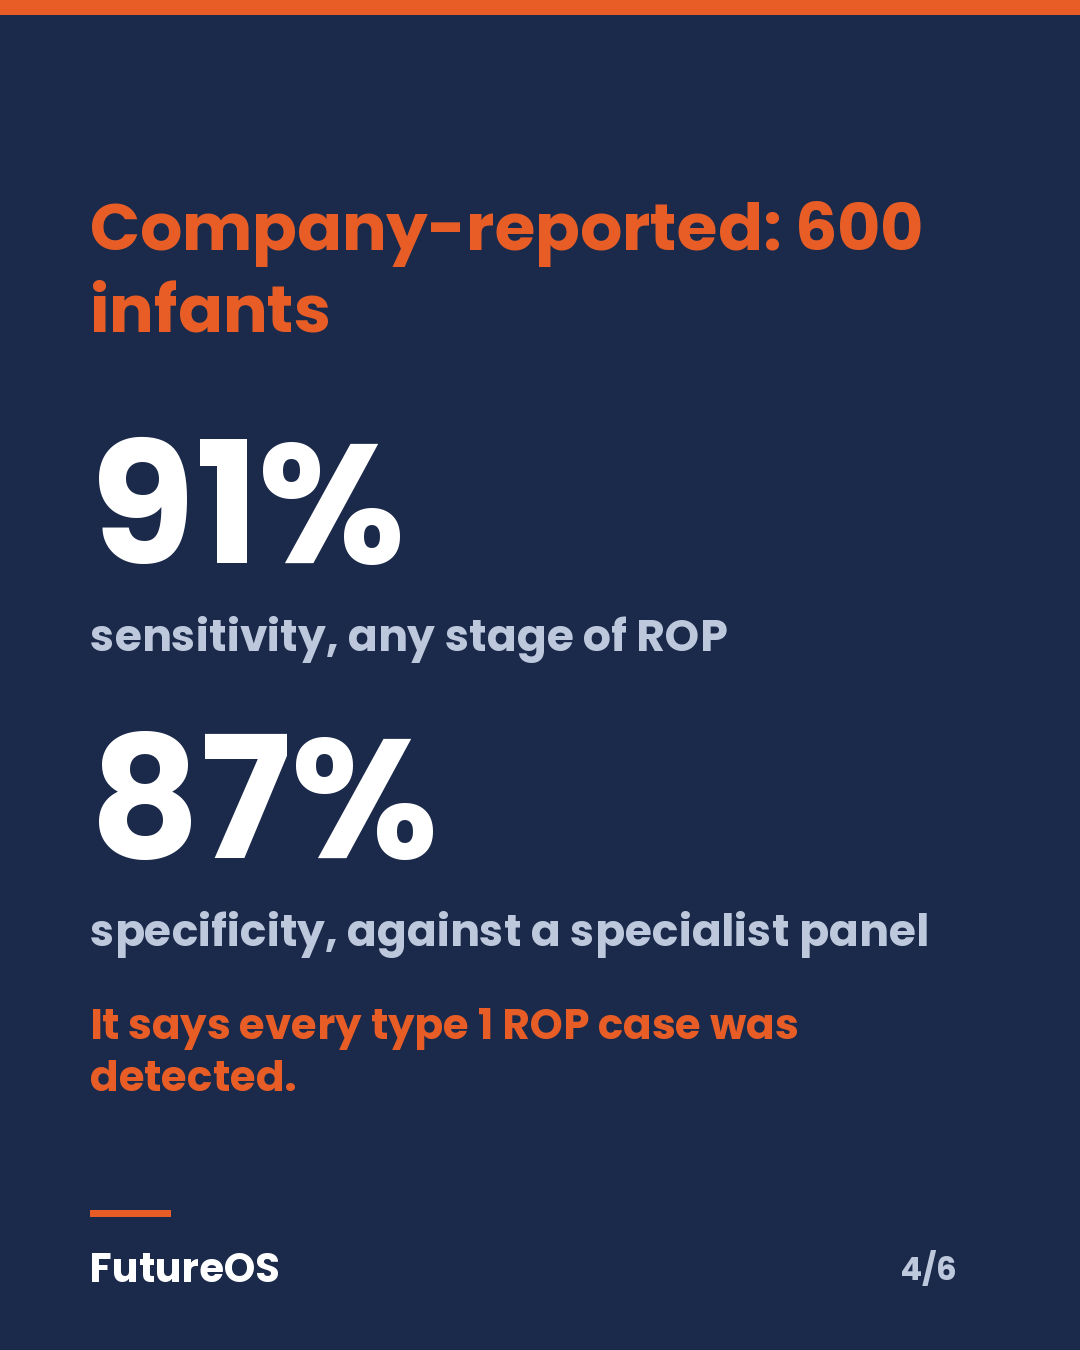 Company-reported: 600
infants
91%
sensitivity, any stage of ROP
87%
specificity, against a specialist panel
It says every type 1 ROP case was
detected.
FutureOS
4/6